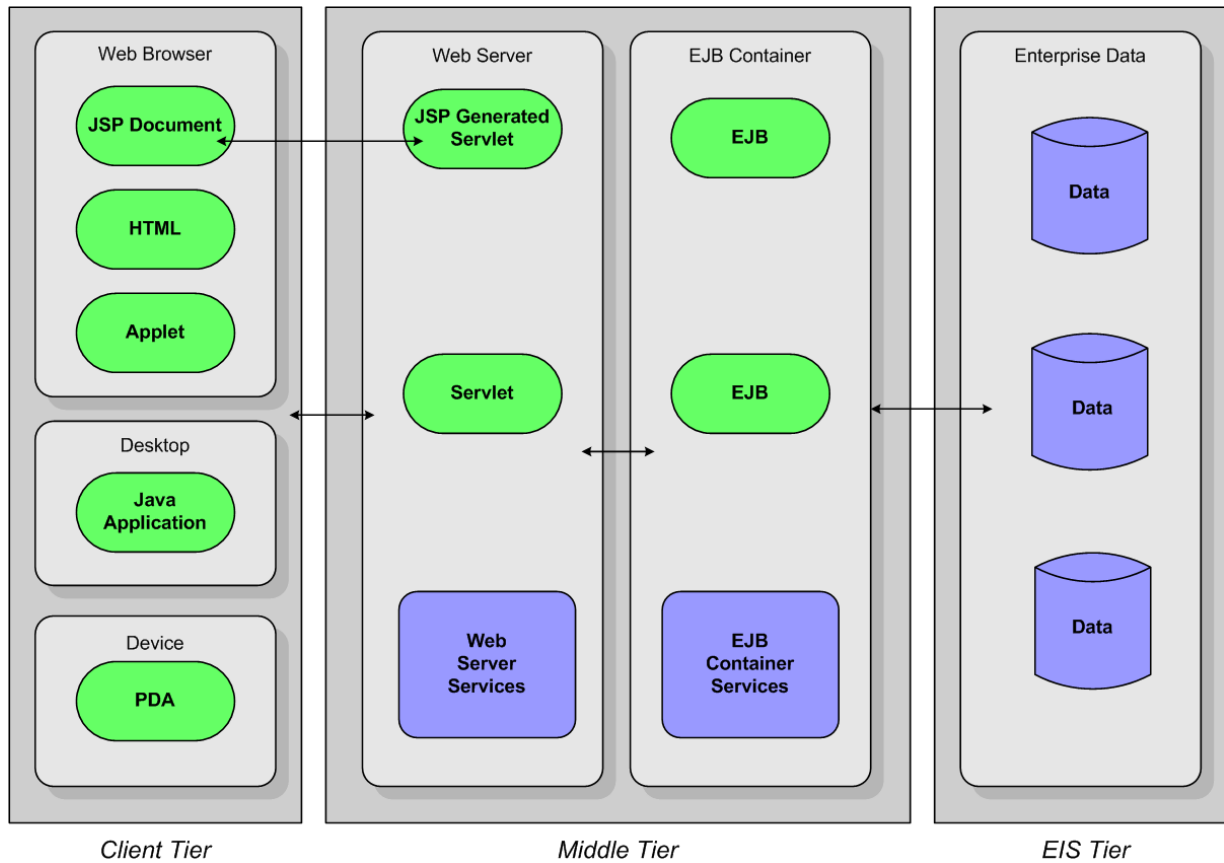 Web Browser
JSP Document
HTML
Applet
Desktop
Java
Application
Device
PDA
Client Tier
Web Server
JSP Generated
Servlet
Servlet
Web
Server
Services
EJB Container
EJB
EJB
EJB
Container
Services
Middle Tier
Enterprise Data
Data
Data
Data
EIS Tier